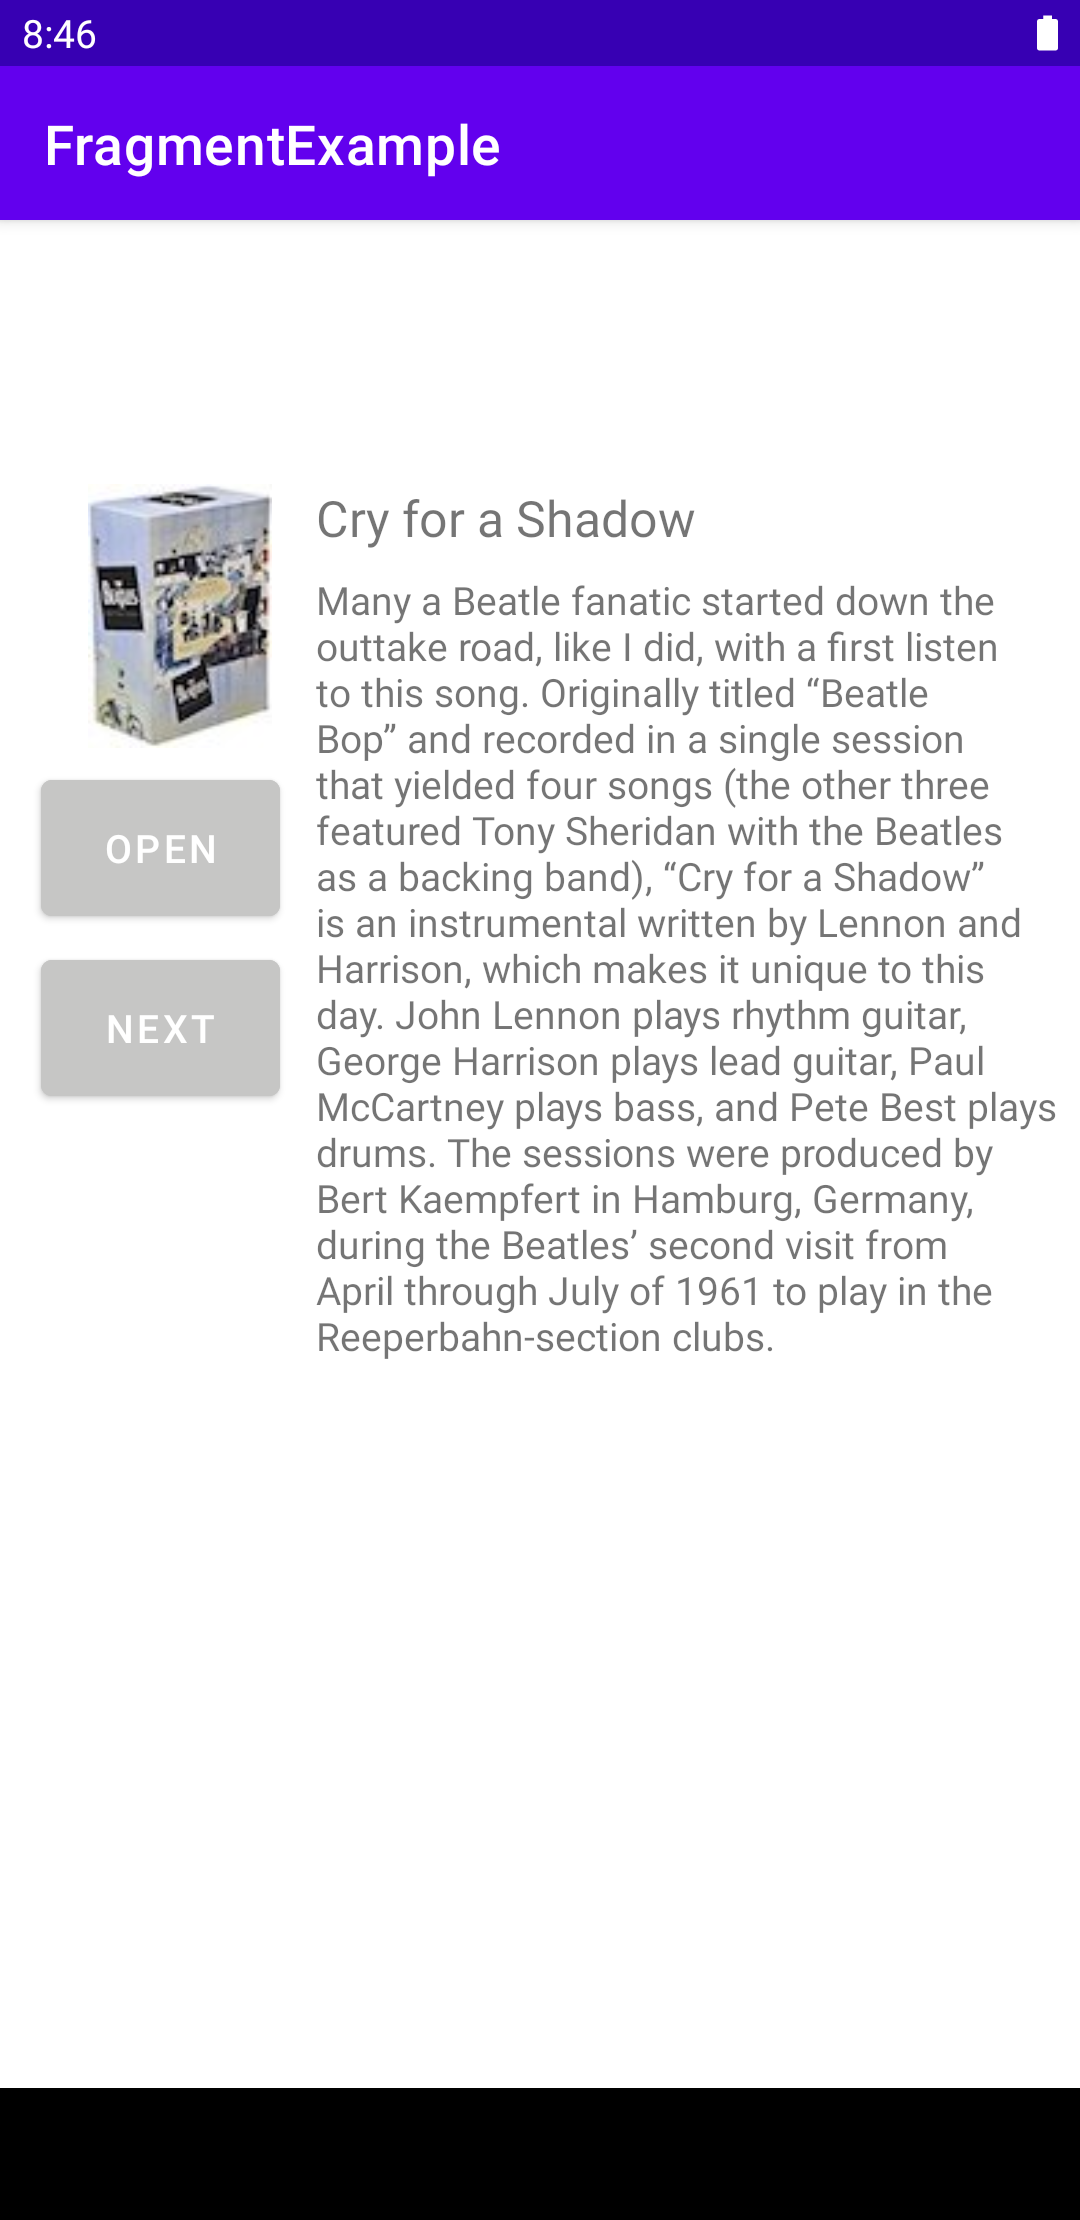 8:46
FragmentExample
Cry for a Shadow
Many a Beatle fanatic started down the
outtake road, like I did, with a first listen
to this song. Originally titled “Beatle
Bop” and recorded in a single session
that yielded four songs (the other three
featured Tony Sheridan with the Beatles
as a backing band), “Cry for a Shadow”
is an instrumental written by Lennon and
Harrison, which makes it unique to this
day. John Lennon plays rhythm guitar,
George Harrison plays lead guitar, Paul
McCartney plays bass, and Pete Best plays
drums. The sessions were produced by
Bert Kaempfert in Hamburg, Germany,
during the Beatles’ second visit from
April through July of 1961 to play in the
Reeperbahn-section clubs.
OPEN
NEXT